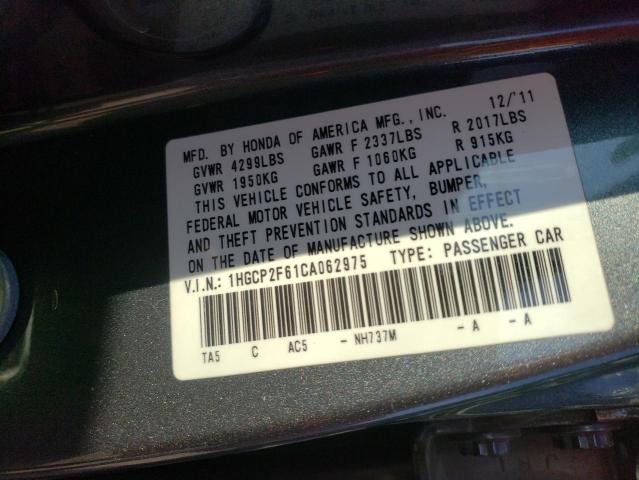 MFD. BY HONDA OF AMERICA MFG., INC. 12/'11
GVWR 4299LBS GAWR F 2337LBS R 2017LBS
GVWR 1950KG GAWR F 1060KG R 915KG
THIS VEHICLE CONFORMS TO ALL APPLICABLE
FEDERAL MOTOR VEHICLE SAFETY, BUMPER,
AND THEFT PREVENTION STANDARDS IN EFFECT
ON THE DATE OF MANUFACTURE SHOWN ABOVE.
V.I.N.: 1HGCP2F61CA062975 TYPE: PASSENGER CAR
TA5 C AC5 - NH737M - A - A